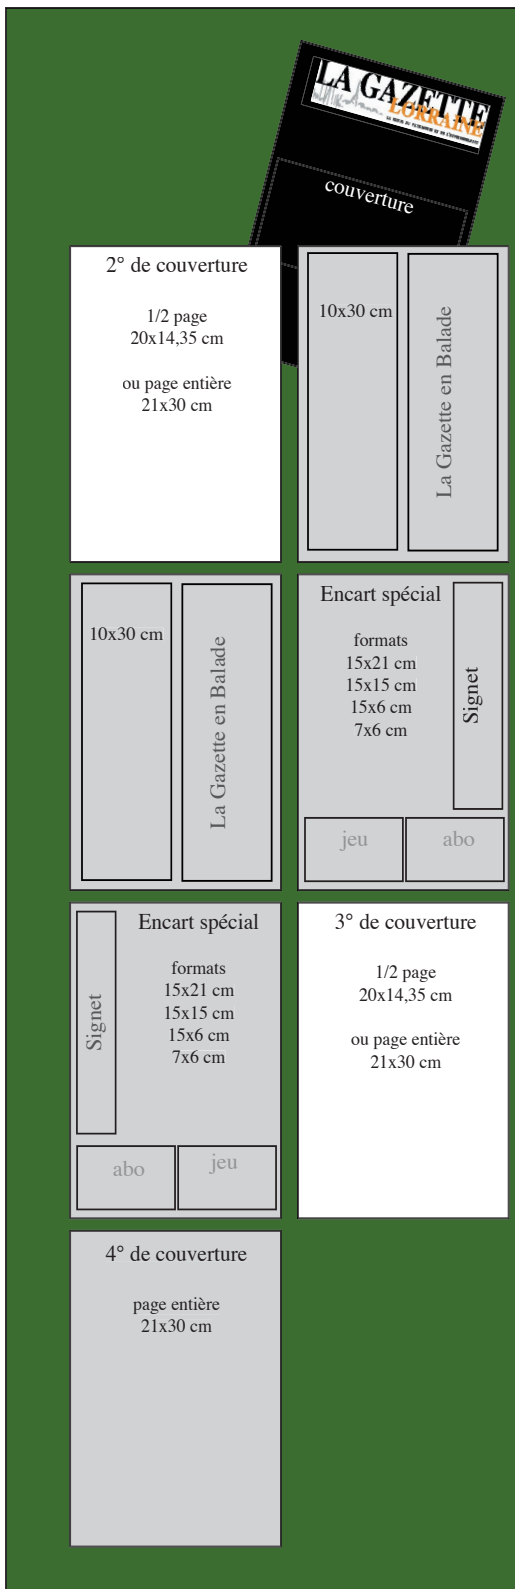 LA GAZETTE
LORRAINE
couverture
2° de couverture
1/2 page
20x14,35 cm
ou page entière
21x30 cm
10x30 cm
La Gazette en Balade
10x30 cm
La Gazette en Balade
Encart spécial
formats
15x21 cm
15x15 cm
15x6 cm
7x6 cm
Signet
jeu
abo
Encart spécial
formats
15x21 cm
15x15 cm
15x6 cm
7x6 cm
Signet
abo
jeu
3° de couverture
1/2 page
20x14,35 cm
ou page entière
21x30 cm
4° de couverture
page entière
21x30 cm